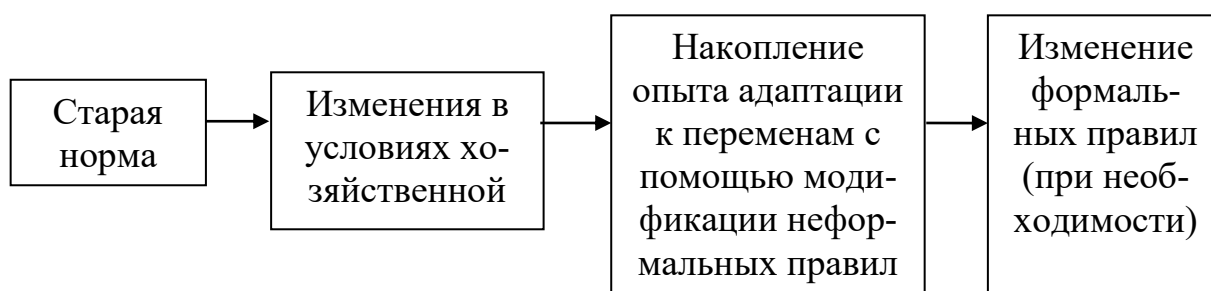 Старая
норма
Изменения в
условиях хо-
зяйственной
Накопление
опыта адаптации
к переменам с
помощью моди-
фикации нефор-
мальных правил
Изменение
формаль-
ных правил
(при необ-
ходимости)